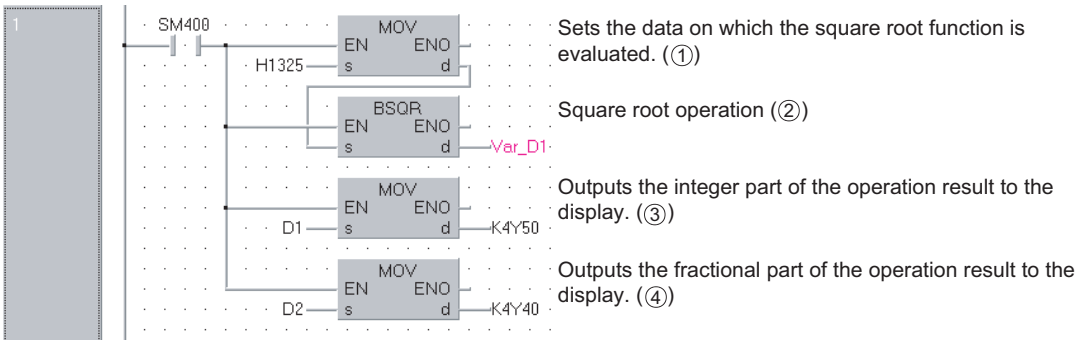 1
SM400
MOV
EN ENO
H1325 s d
Sets the data on which the square root function is
evaluated. (①)
BSQR
EN ENO
s d Var_D1
Square root operation (②)
MOV
EN ENO
D1 s d K4Y50
Outputs the integer part of the operation result to the
display. (③)
MOV
EN ENO
D2 s d K4Y40
Outputs the fractional part of the operation result to the
display. (④)